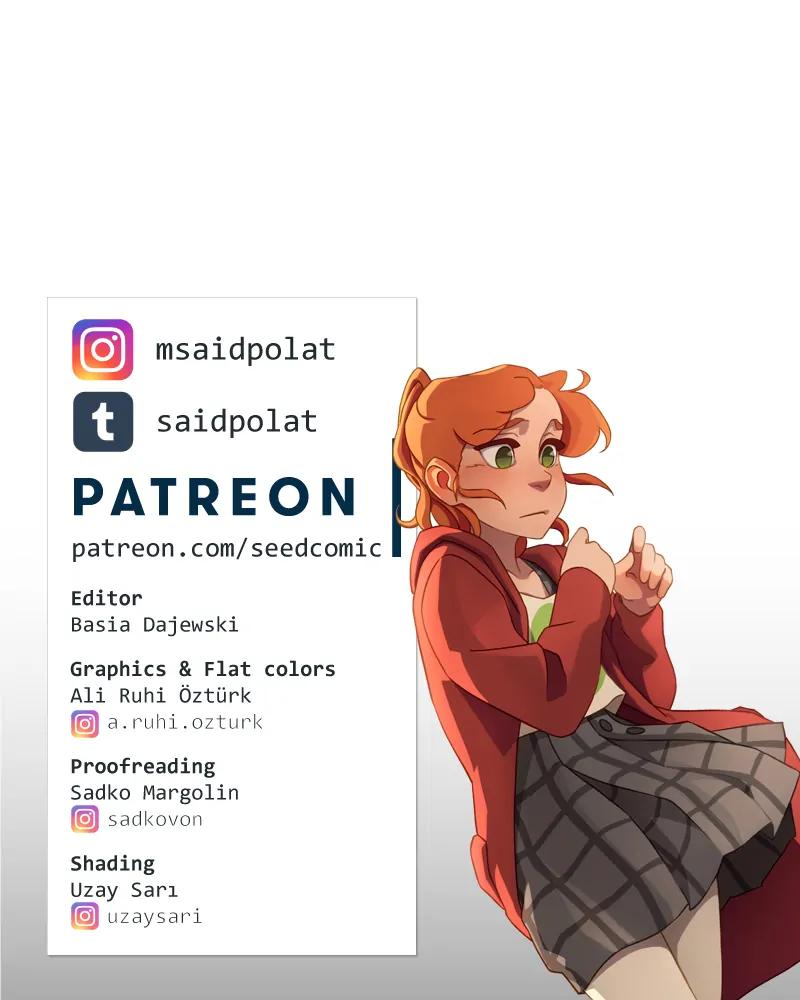 msaidpolat
saidpolat
PATREON
patreon.com/seedcomic
Editor
Basia Dajewski
Graphics & Flat colors
Ali Ruhi Öztürk
a.ruhi.ozturk
Proofreading
Sadko Margolin
sadkovon
Shading
Uzay Sarı
uzaysari